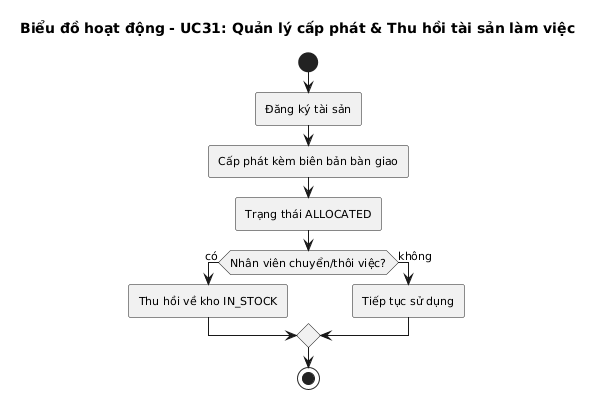 Biểu đồ hoạt động - UC31: Quản lý cấp phát & Thu hồi tài sản làm việc
Đăng ký tài sản
Cấp phát kèm biên bản bàn giao
Trạng thái ALLOCATED
có
Nhân viên chuyển/thôi việc?
không
Thu hồi về kho IN_STOCK
Tiếp tục sử dụng